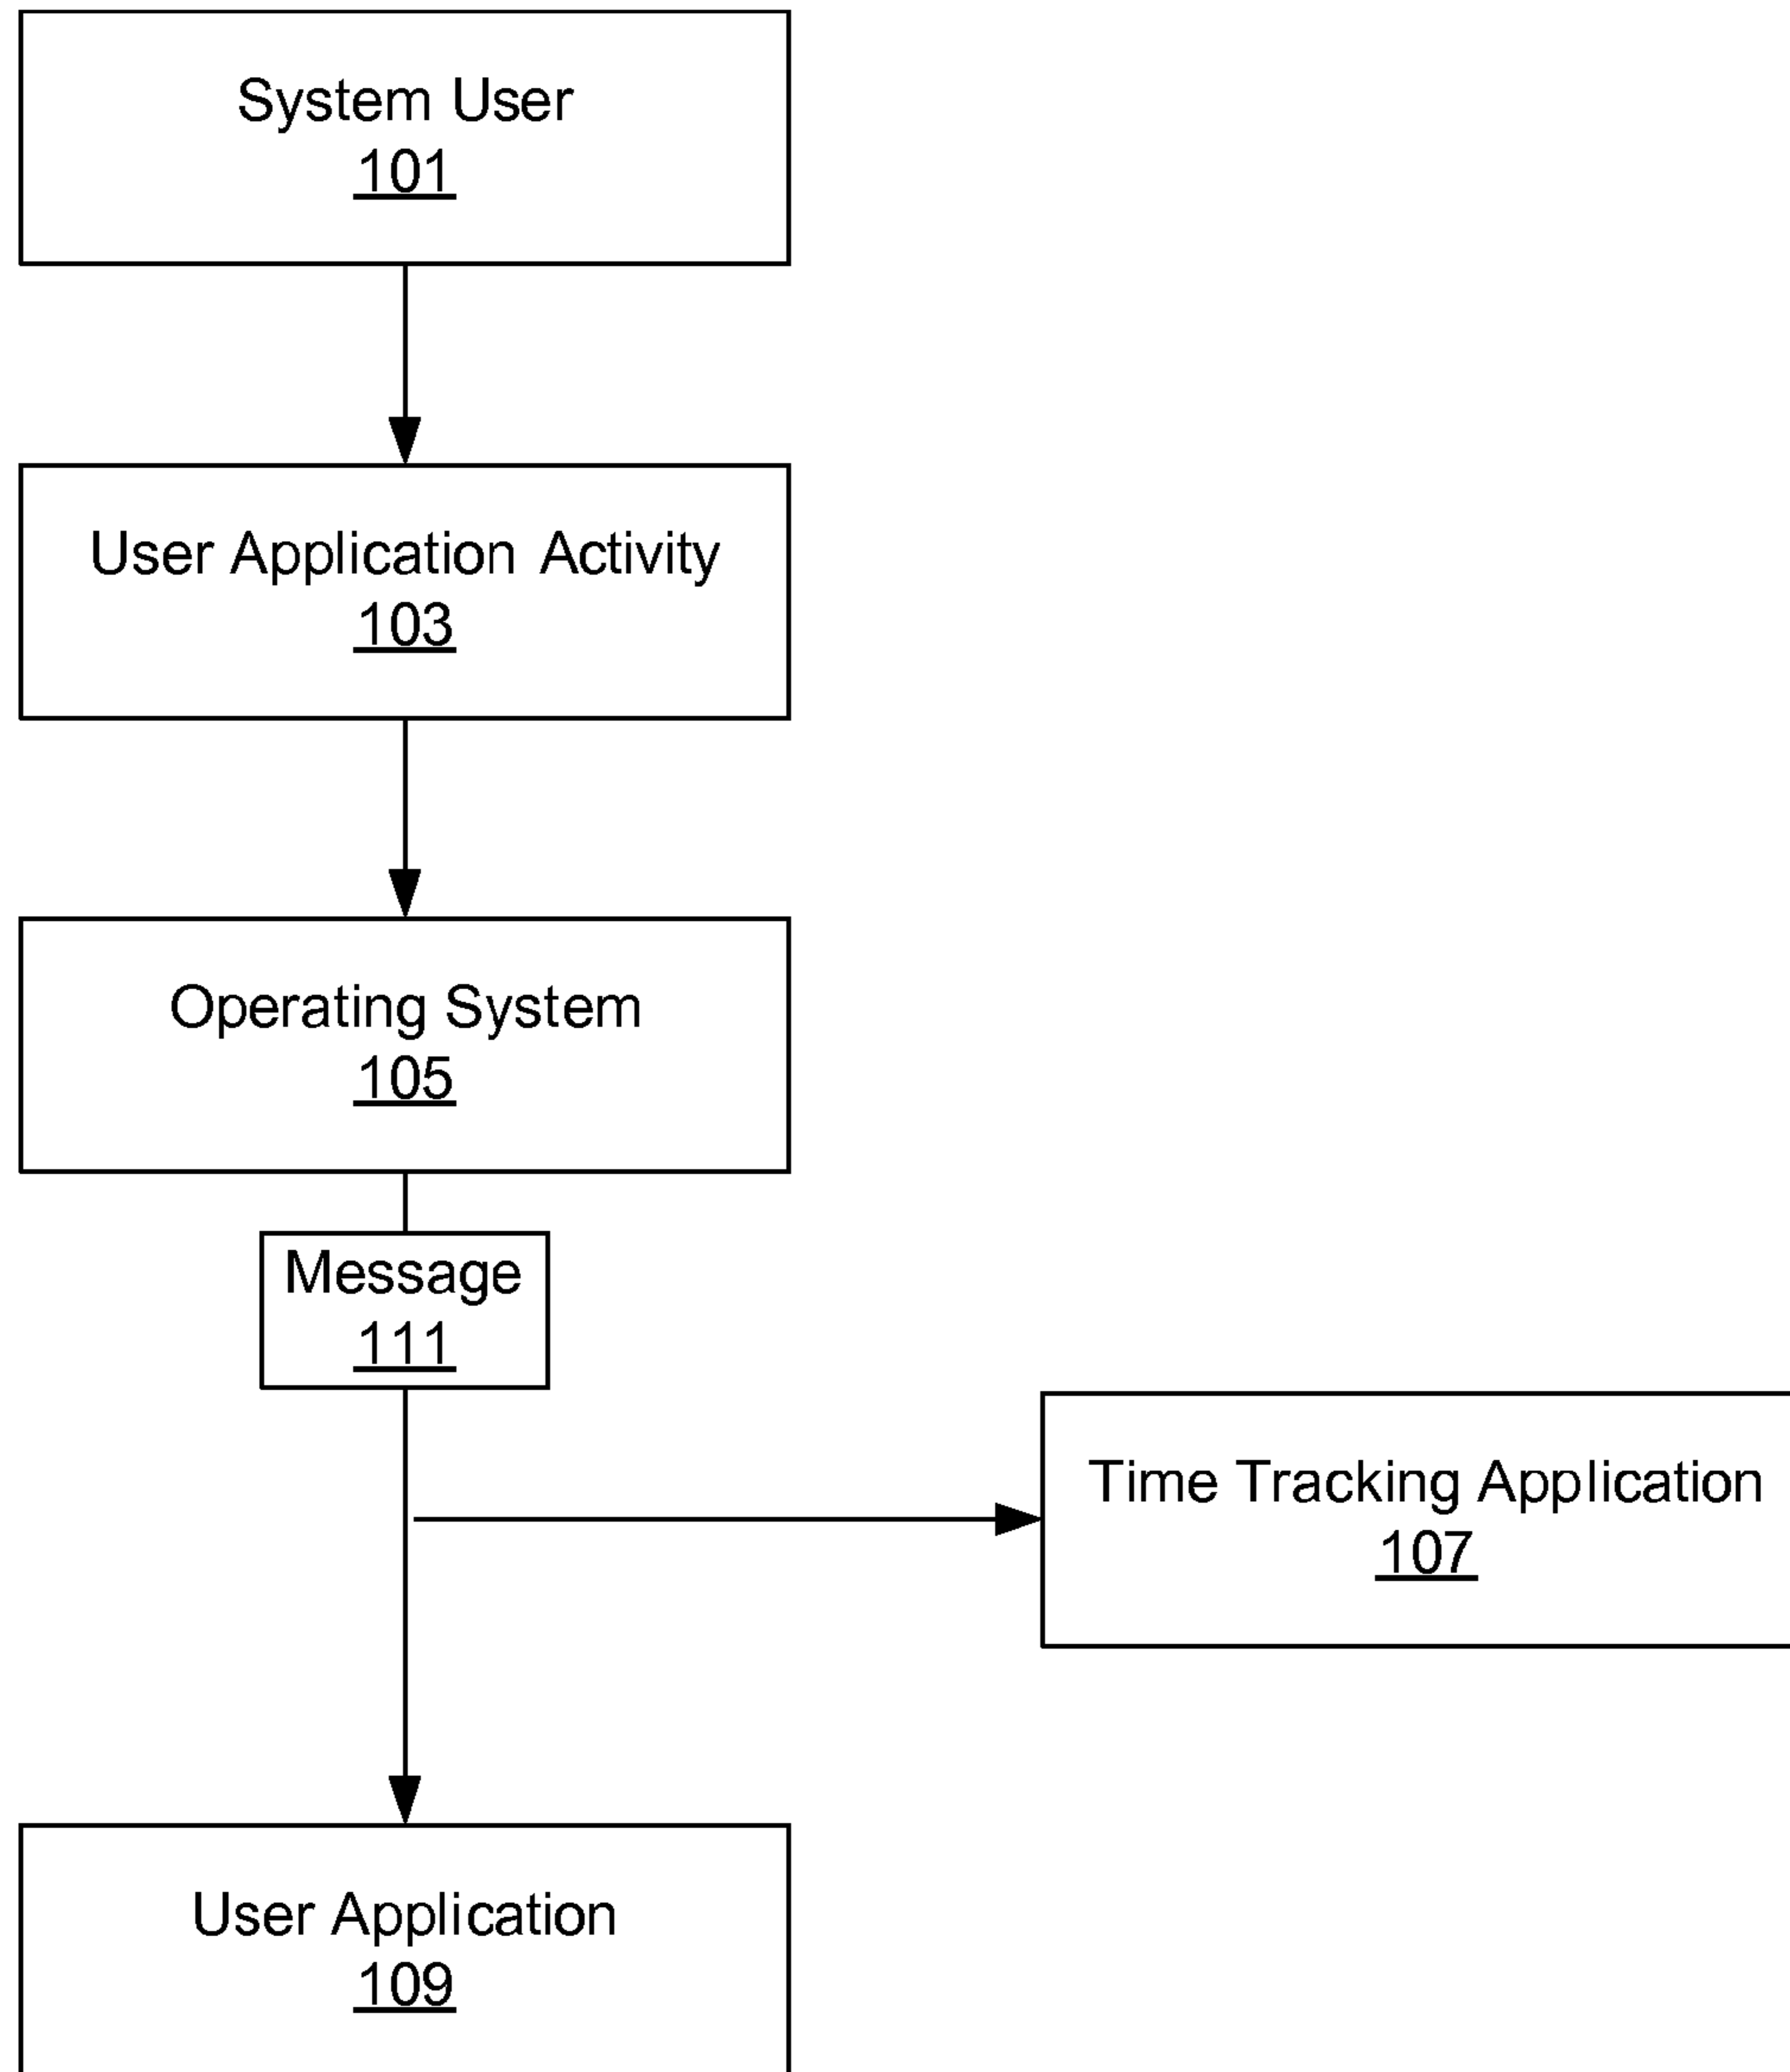 System User
101
User Application Activity
103
Operating System
105
Message
111
Time Tracking Application
107
User Application
109